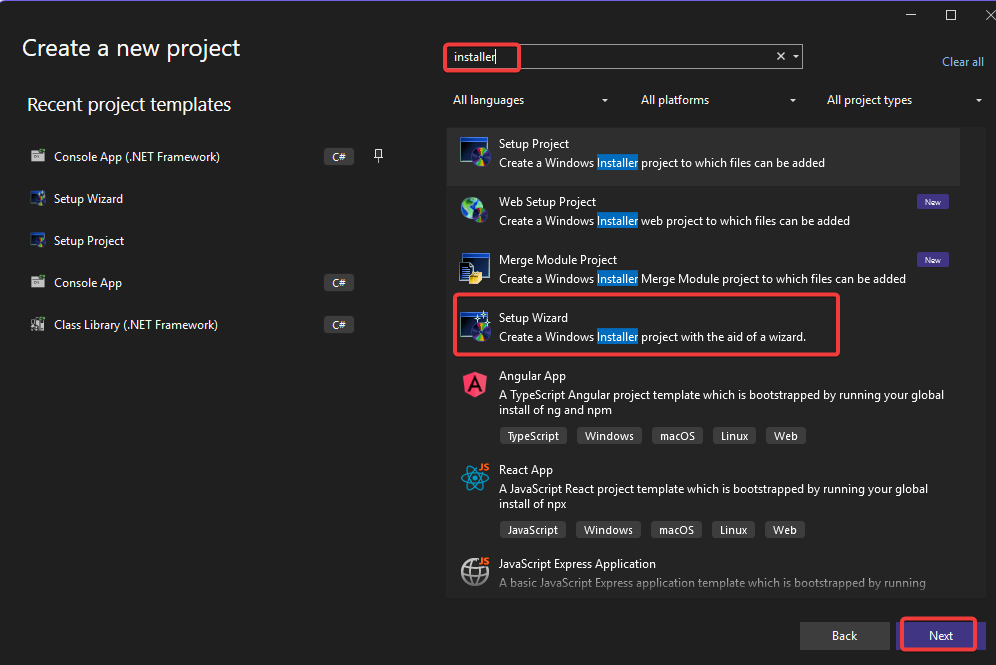 Create a new project
installer
Clear all
Recent project templates
All languages
All platforms
All project types
Console App (.NET Framework)
C#
Setup Wizard
Setup Project
Console App
C#
Class Library (.NET Framework)
C#
Setup Project
Create a Windows Installer project to which files can be added
Web Setup Project
New
Create a Windows Installer web project to which files can be added
Merge Module Project
New
Create a Windows Installer Merge Module project to which files can be added
Setup Wizard
Create a Windows Installer project with the aid of a wizard.
Angular App
A TypeScript Angular project template which is bootstrapped by running your global
install of ng and npm
TypeScript Windows macOS Linux Web
JS
React App
A JavaScript React project template which is bootstrapped by running your global
install of npx
JavaScript Windows macOS Linux Web
JS
JavaScript Express Application
A basic JavaScript Express application template which is bootstrapped by running
Back
Next